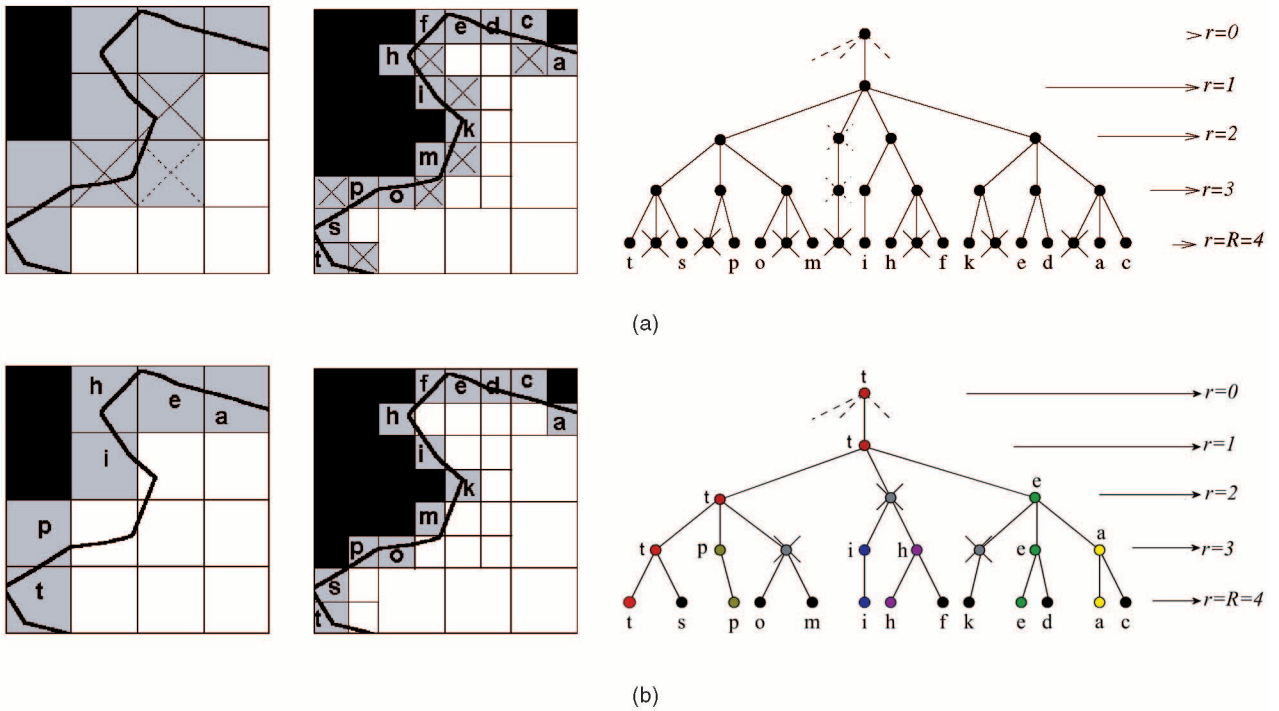 f e d c
h a
i
k
m
p o
s
t
r=0
r=1
r=2
r=3
r=R=4
t s p o m i h f k e d a c
(a)
h e a
i
p
t
f e d c
h a
i
k
m
p o
s
t
t
r=0
t
r=1
t e
r=2
t p i h e a
r=3
r=R=4
t s p o m i h f k e d a c
(b)